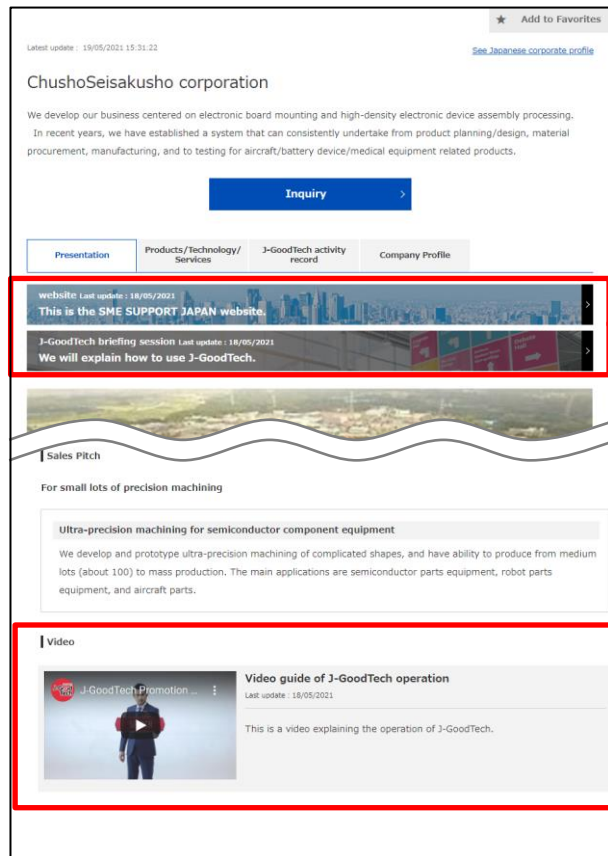 ★ Add to Favorites
Latest update : 19/05/2021 15:31:22
See Japanese corporate profile
ChushoSeisakusho corporation
We develop our business centered on electronic board mounting and high-density electronic device assembly processing.
In recent years, we have established a system that can consistently undertake from product planning/design, material
procurement, manufacturing, and to testing for aircraft/battery device/medical equipment related products.
Inquiry
Presentation
Products/Technology/
Services
J-GoodTech activity
record
Company Profile
website Last update : 18/05/2021
This is the SME SUPPORT JAPAN website.
J-GoodTech briefing session Last update : 18/05/2021
We will explain how to use J-GoodTech.
Sales Pitch
For small lots of precision machining
Ultra-precision machining for semiconductor component equipment
We develop and prototype ultra-precision machining of complicated shapes, and have ability to produce from medium
lots (about 100) to mass production. The main applications are semiconductor parts equipment, robot parts
equipment, and aircraft parts.
Video
J-GoodTech Promotion ...
Video guide of J-GoodTech operation
Last update : 18/05/2021
This is a video explaining the operation of J-GoodTech.